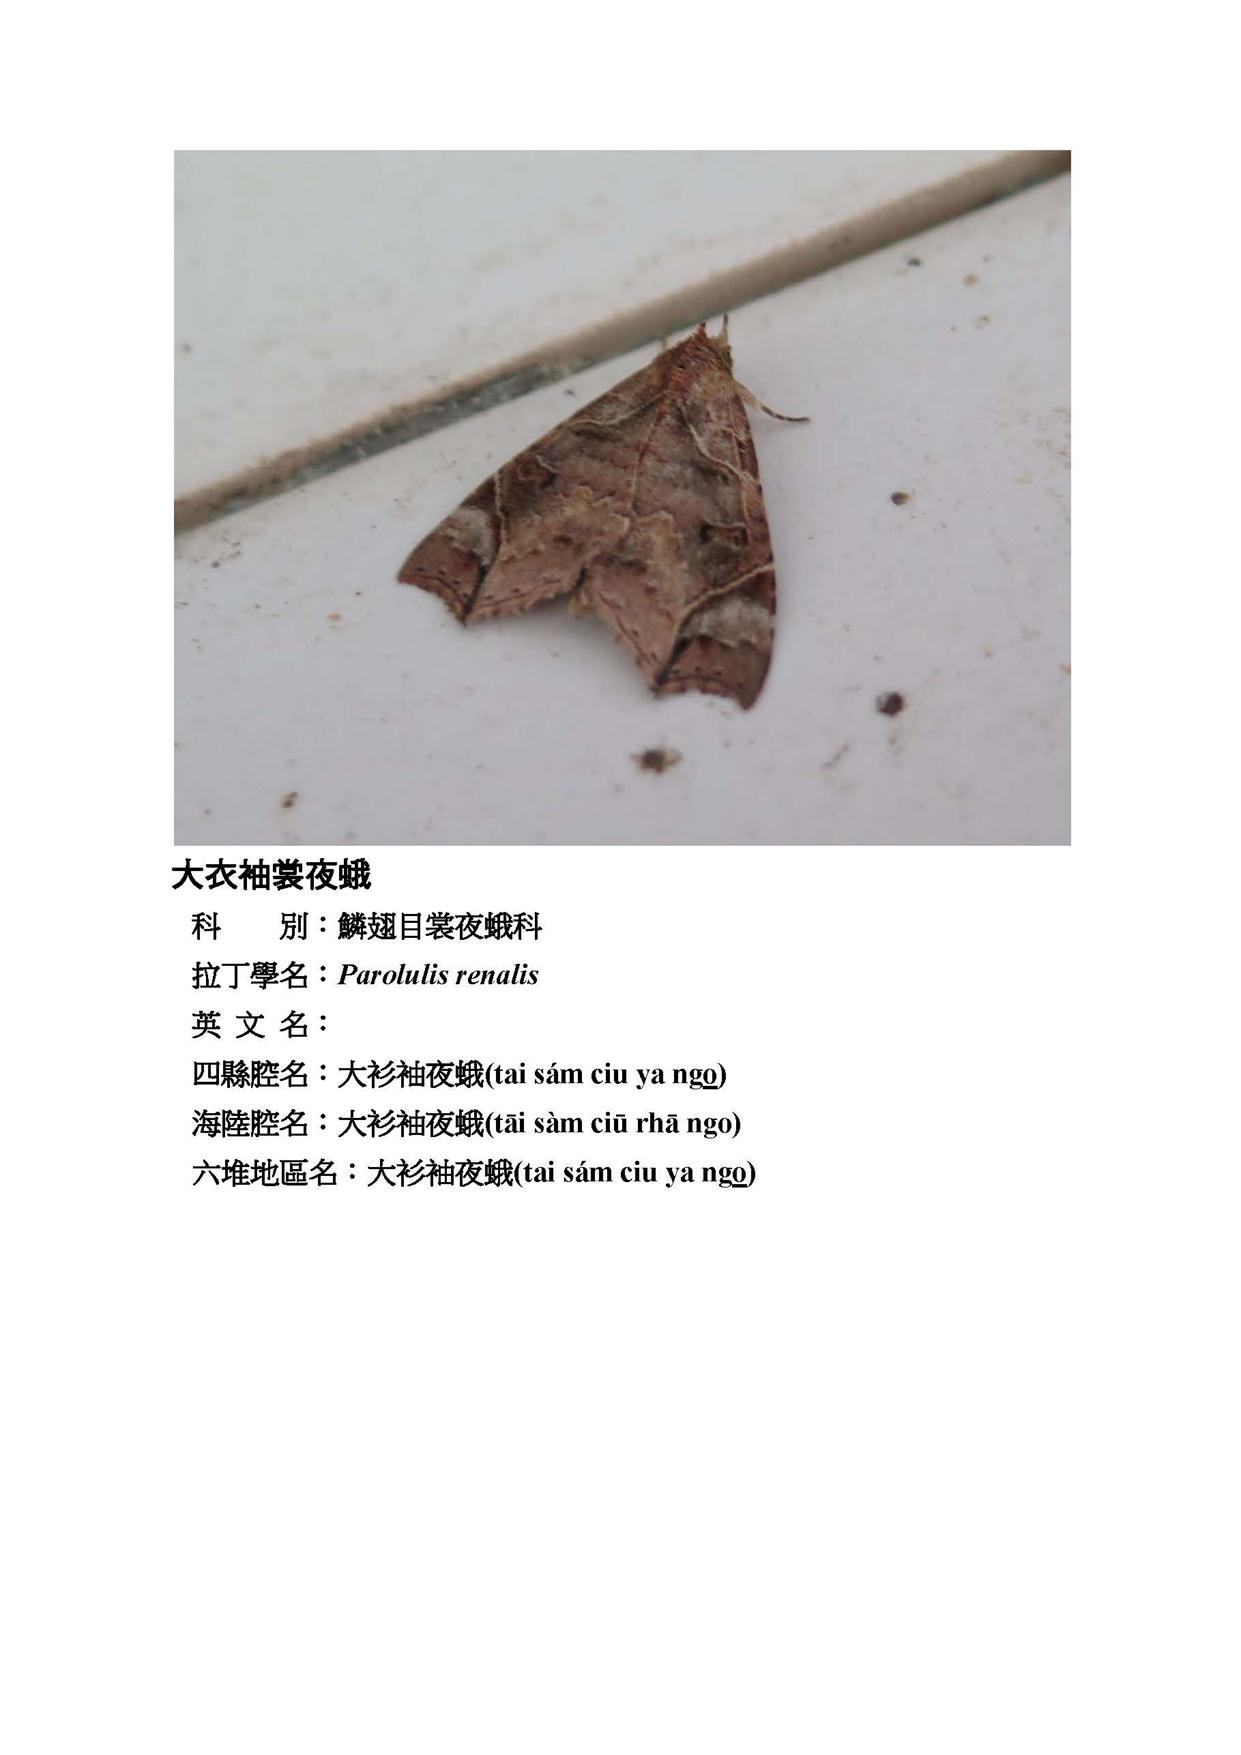 大衣袖裳夜蛾
科　　別：鱗翅目裳夜蛾科
拉丁學名：Parolulis renalis
英 文 名：
四縣腔名：大衫袖夜蛾(tai sám ciu ya ngo)
海陸腔名：大衫袖夜蛾(tāi sàm ciū rhā ngo)
六堆地區名：大衫袖夜蛾(tai sám ciu ya ngo)